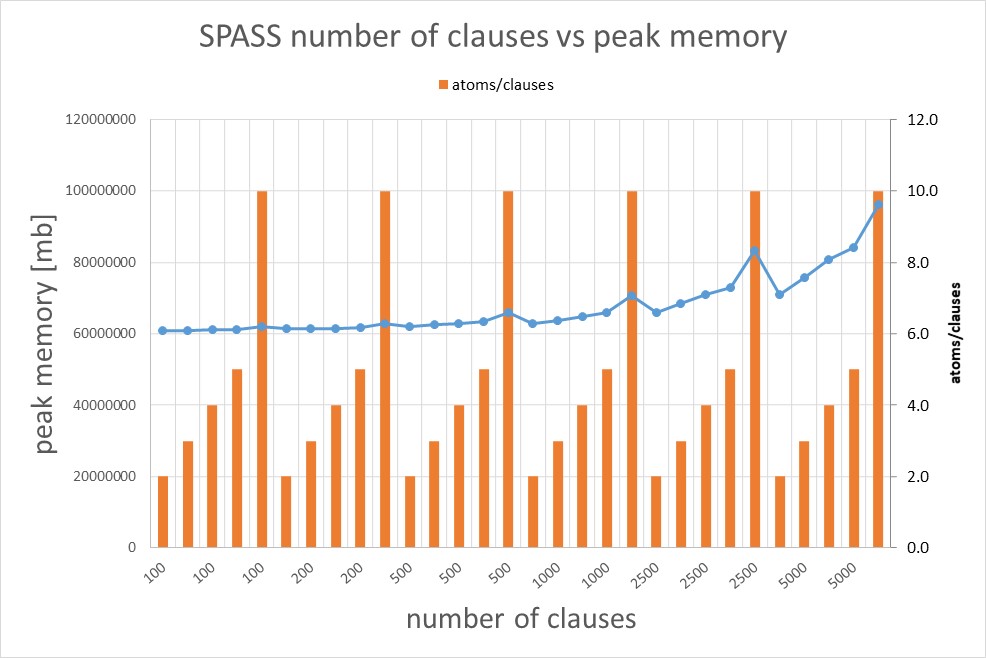 SPASS number of clauses vs peak memory
atoms/clauses
120000000
100000000
80000000
60000000
40000000
20000000
0
peak memory [mb]
12.0
10.0
8.0
6.0
4.0
2.0
0.0
atoms/clauses
100 100 100 200 200 500 500 500 1000 1000 2500 2500 2500 5000 5000
number of clauses